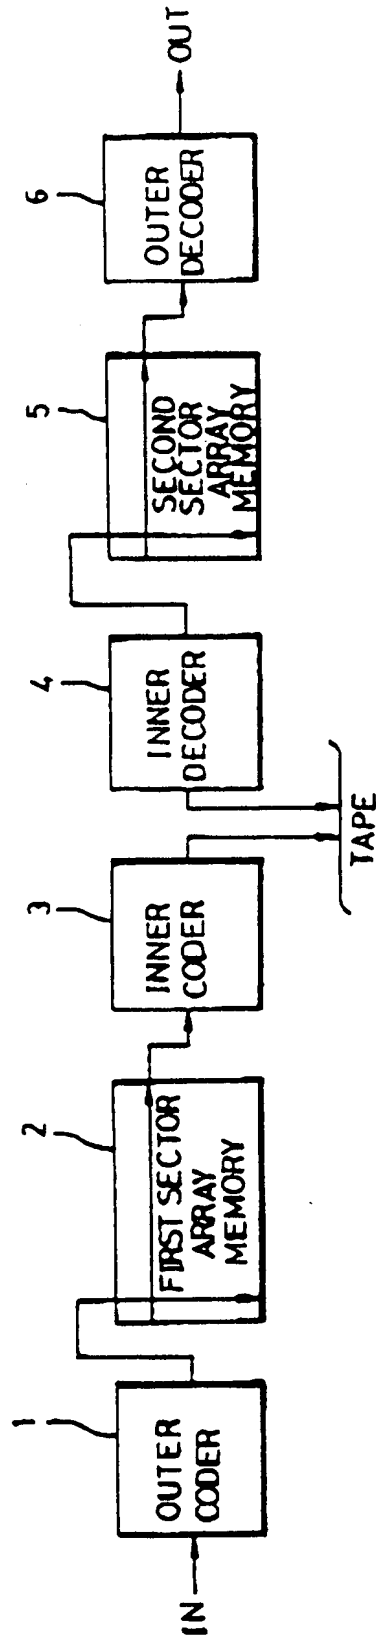 IN
1
OUTER
CODER
2
FIRST SECTOR
ARRAY
MEMORY
3
INNER
CODER
TAPE
4
INNER
DECODER
5
SECOND
SECTOR
ARRAY
MEMORY
6
OUTER
DECODER
OUT